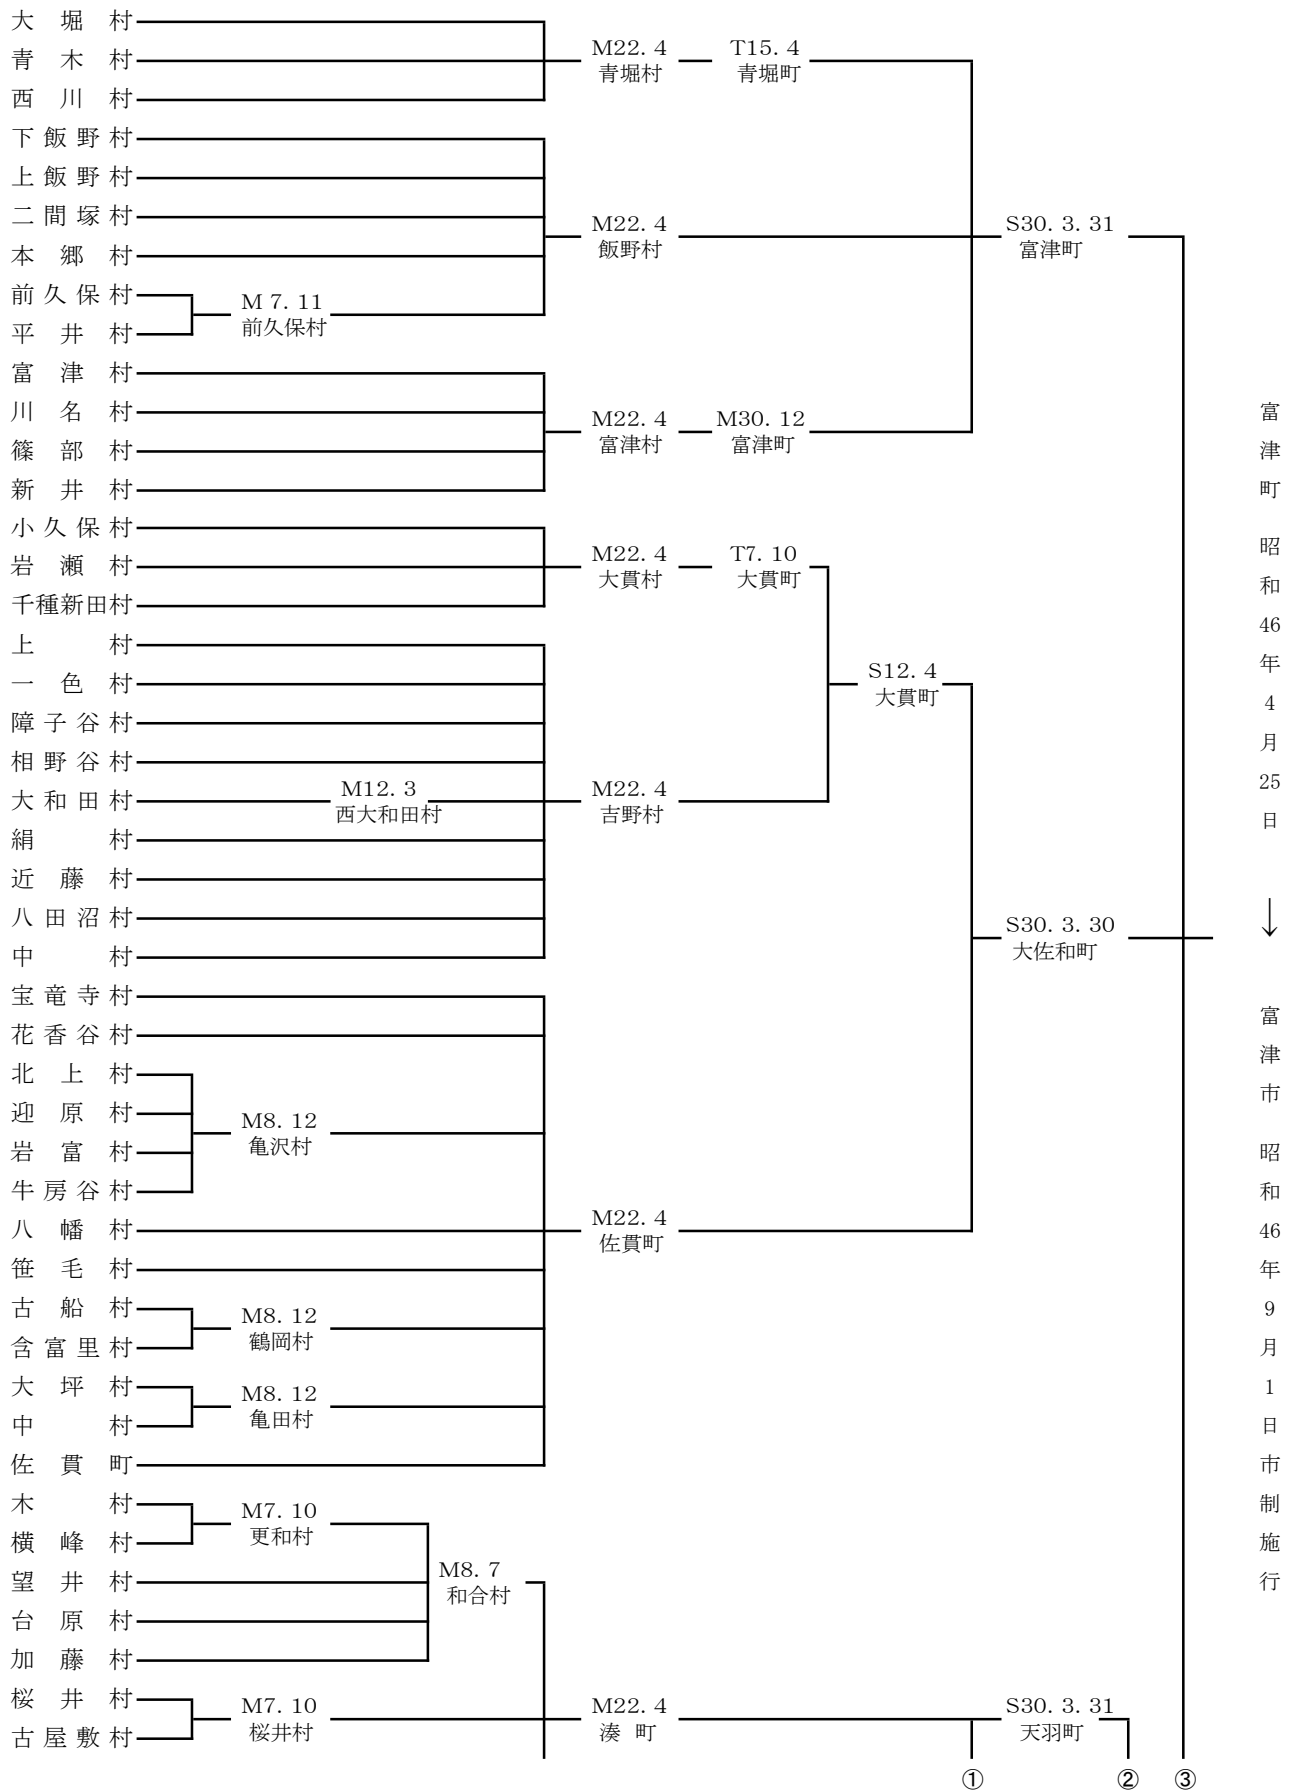 大堀村
青木村
西川村
下飯野村
上飯野村
二間塚村
本郷村
前久保村
平井村
富津村
川名村
篠部村
新井村
小久保村
岩瀬村
千種新田村
上村
一色村
障子谷村
相野谷村
大和田村
絹村
近藤村
八田沼村
中村
宝竜寺村
花香谷村
北上村
迎原村
岩富村
牛房谷村
八幡村
笹毛村
古船村
含富里村
大坪村
中村
佐貫町
木村
横峰村
望井村
台原村
加藤村
桜井村
古屋敷村
M 7. 11
前久保村
M8. 12
亀沢村
M8. 12
鶴岡村
M8. 12
亀田村
M7. 10
更和村
M7. 10
桜井村
M12. 3
西大和田村
M8. 7
和合村
M22. 4
青堀村
M22. 4
飯野村
M22. 4
富津村
M22. 4
大貫村
M22. 4
吉野村
M22. 4
佐貫町
M22. 4
湊 町
T15. 4
青堀町
M30. 12
富津町
T7. 10
大貫町
S12. 4
大貫町
S30. 3. 31
富津町
S30. 3. 30
大佐和町
S30. 3. 31
天羽町
①
②
③
富津町 昭和46年4月25日 ↓ 富津市 昭和46年9月1日市制施行